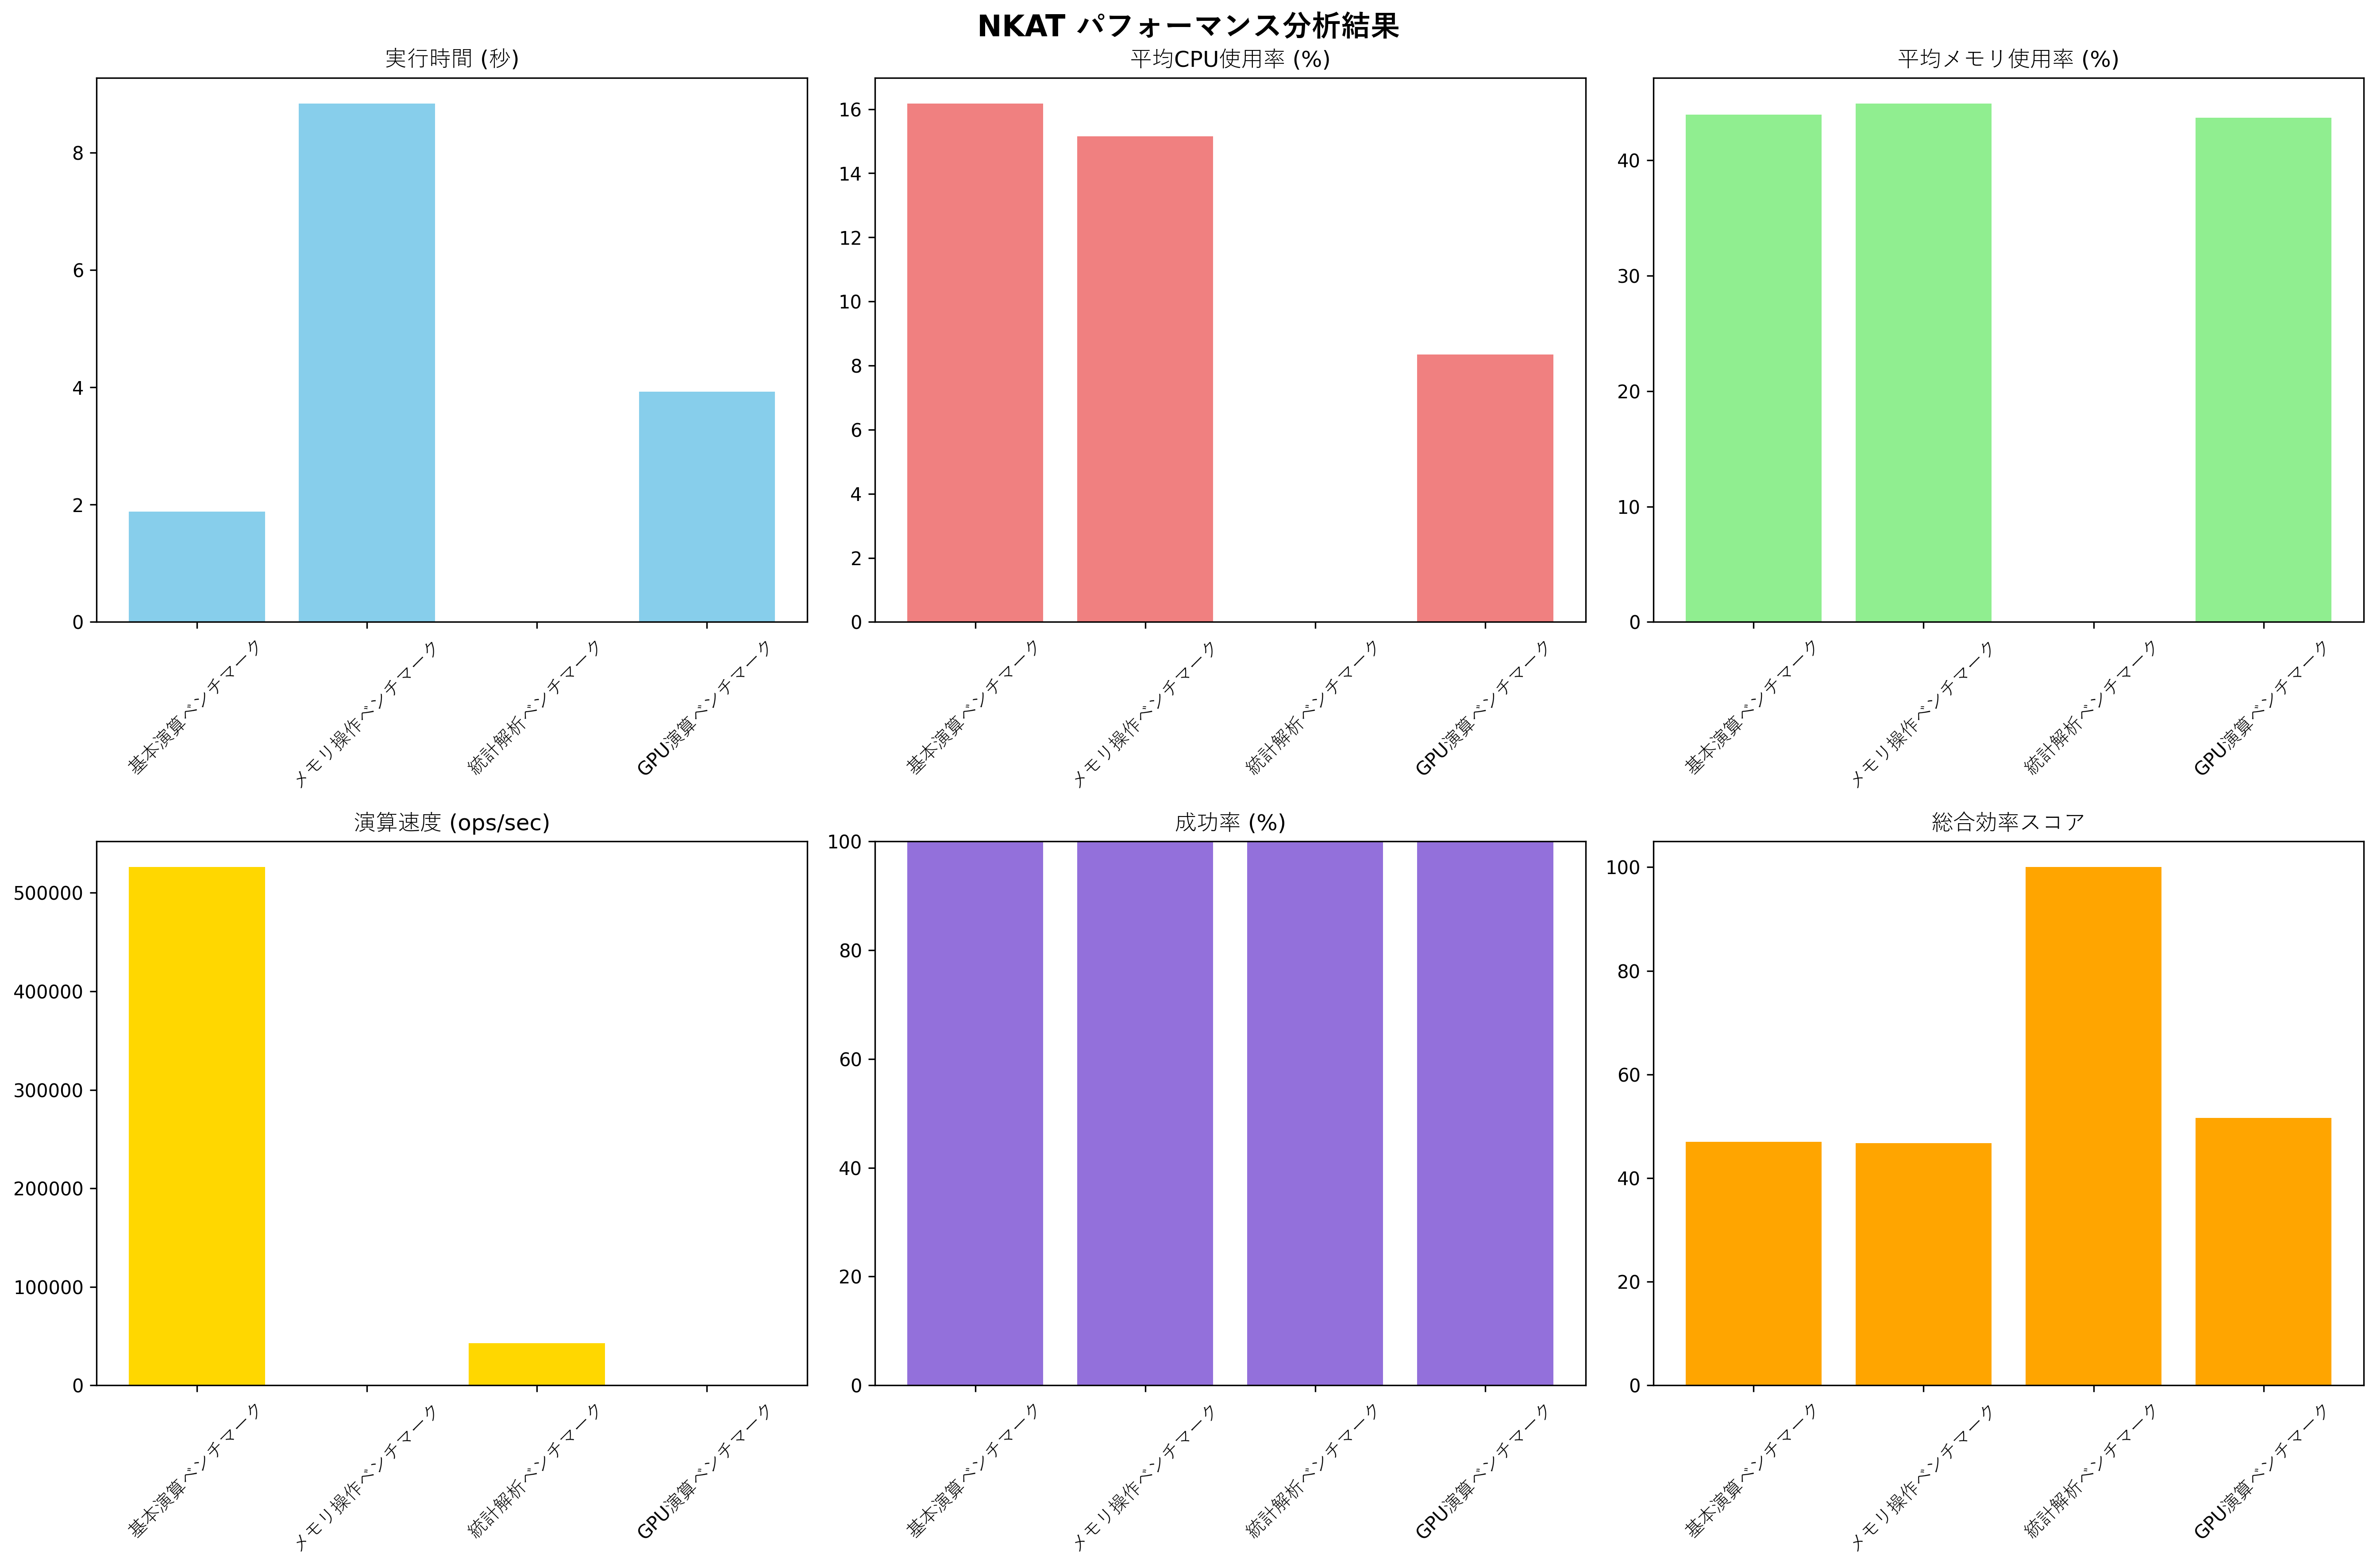 NKAT パフォーマンス分析結果
実行時間 (秒)
8
6
4
2
0
基本演算ベンチマーク
メモリ操作ベンチマーク
統計解析ベンチマーク
GPU演算ベンチマーク
平均CPU使用率 (%)
16
14
12
10
8
6
4
2
0
基本演算ベンチマーク
メモリ操作ベンチマーク
統計解析ベンチマーク
GPU演算ベンチマーク
平均メモリ使用率 (%)
40
30
20
10
0
基本演算ベンチマーク
メモリ操作ベンチマーク
統計解析ベンチマーク
GPU演算ベンチマーク
演算速度 (ops/sec)
500000
400000
300000
200000
100000
0
基本演算ベンチマーク
メモリ操作ベンチマーク
統計解析ベンチマーク
GPU演算ベンチマーク
成功率 (%)
100
80
60
40
20
0
基本演算ベンチマーク
メモリ操作ベンチマーク
統計解析ベンチマーク
GPU演算ベンチマーク
総合効率スコア
100
80
60
40
20
0
基本演算ベンチマーク
メモリ操作ベンチマーク
統計解析ベンチマーク
GPU演算ベンチマーク